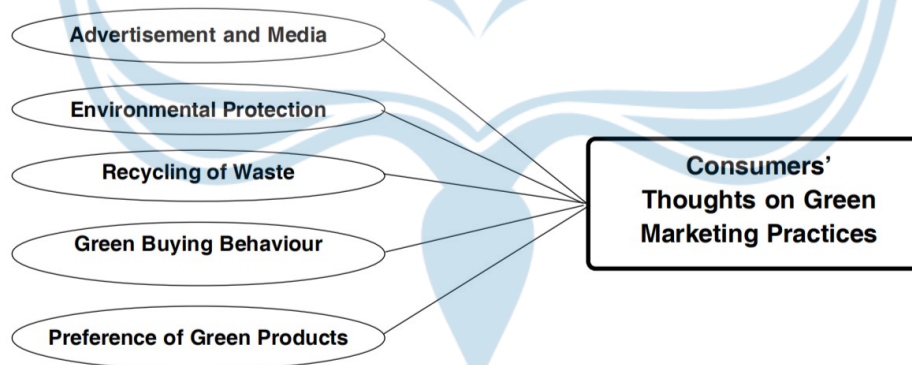 Advertisement and Media
Environmental Protection
Recycling of Waste
Green Buying Behaviour
Preference of Green Products
Consumers’
Thoughts on Green
Marketing Practices